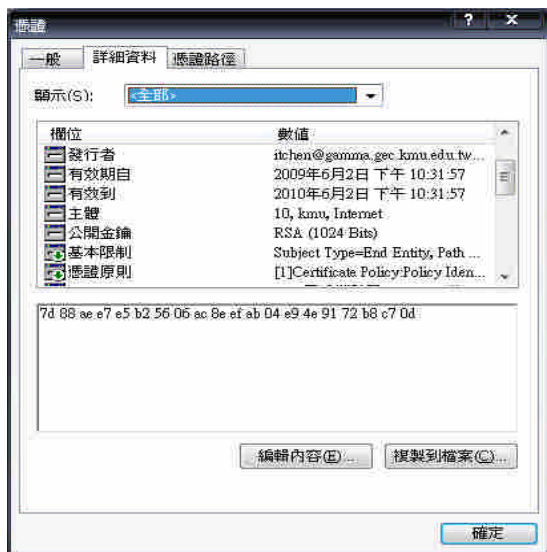 憑證
? x
一般 詳細資料 憑證路徑
顯示(S): <全部>
欄位 數值
發行者 itchen@gamma.gec.kmu.edu.tw...
有效期自 2009年6月2日 下午 10:31:57
有效到 2010年6月2日 下午 10:31:57
主體 10, kmu, Internet
公開金鑰 RSA (1024 Bits)
基本限制 Subject Type=End Entity, Path ...
憑證原則 [1]Certificate Policy:Policy Iden...
7d 88 ae e7 e5 b2 56 06 ac 8e ef ab 04 e9 4e 91 72 b8 c7 0d
編輯內容(E)... 複製到檔案(C)...
確定